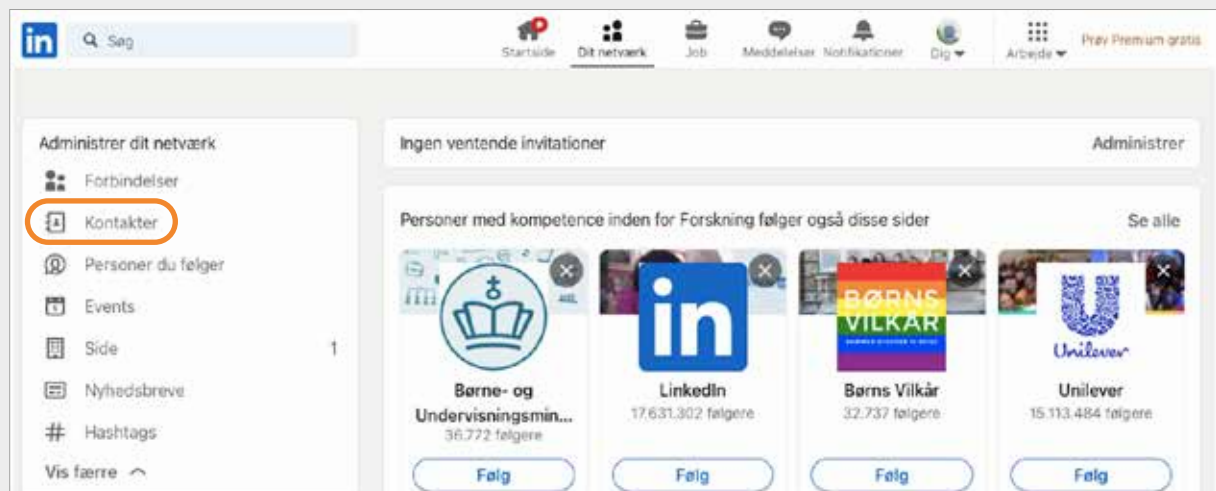 in
Søg
Startside
Dit netværk
Job
Meddelelser
Notifikationer
Dig
Arbejde
Prøv Premium gratis
Administrer dit netværk
Forbindelser
Kontakter
Personer du følger
Events
Side 1
Nyhedsbreve
# Hashtags
Vis færre
Ingen ventende invitationer
Administrer
Personer med kompetence inden for Forskning følger også disse sider
Se alle
Børne- og
Undervisningsmin...
36.772 følgere
Følg
in
LinkedIn
17.631.302 følgere
Følg
BØRNS
VILKÅR
Børns Vilkår
32.737 følgere
Følg
Unilever
Unilever
15.113.484 følgere
Følg